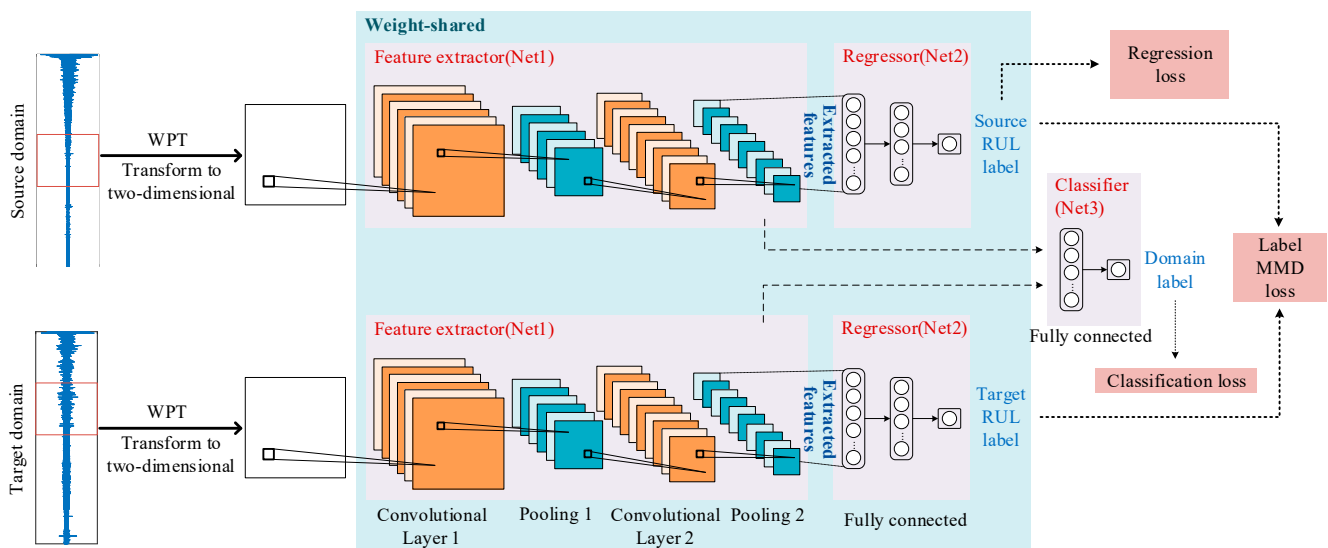 Weight-shared
Source domain
WPT
Transform to
two-dimensional
Feature extractor(Net1)
Extracted
features
Regressor(Net2)
Source
RUL
label
Regression
loss
Classifier
(Net3)
Domain
label
Fully connected
Classification loss
Label
MMD
loss
Target domain
WPT
Transform to
two-dimensional
Feature extractor(Net1)
Extracted
features
Regressor(Net2)
Target
RUL
label
Convolutional
Layer 1
Pooling 1
Convolutional
Layer 2
Pooling 2
Fully connected